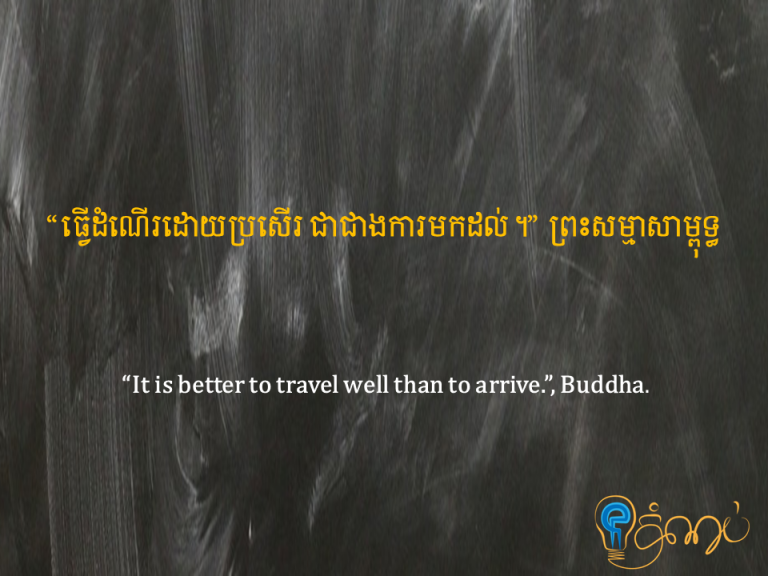 “ធ្វើដំណើរដោយប្រសើរ ជាជាងការមកដល់ ។” ព្រះសម្មាសាម្ពុទ្ធ
“It is better to travel well than to arrive.”, Buddha.